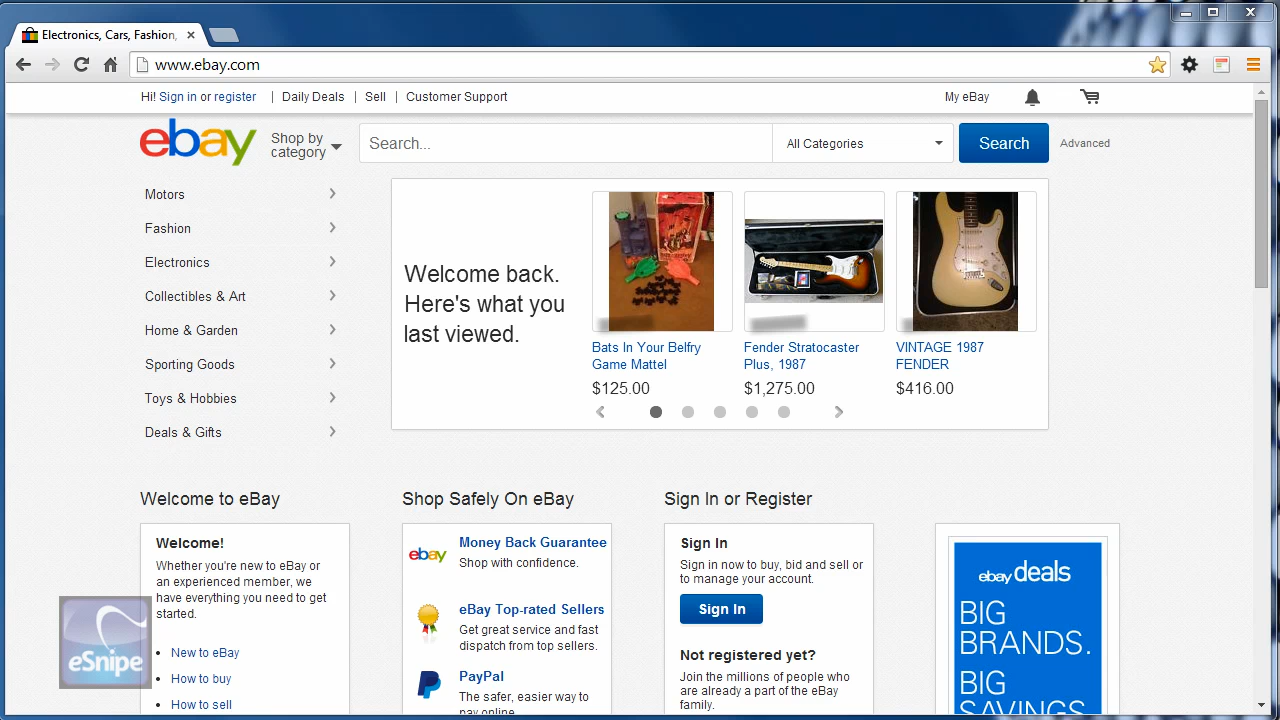 Electronics, Cars, Fashion,
www.ebay.com
Hi! Sign in or register | Daily Deals | Sell | Customer Support My eBay
ebay Shop by category Search... All Categories Search Advanced
Motors
Fashion
Electronics
Collectibles & Art
Home & Garden
Sporting Goods
Toys & Hobbies
Deals & Gifts
Welcome back.
Here's what you
last viewed.
Bats In Your Belfry
Game Mattel
$125.00
Fender Stratocaster
Plus, 1987
$1,275.00
VINTAGE 1987
FENDER
$416.00
Welcome to eBay
Welcome!
Whether you're new to eBay or
an experienced member, we
have everything you need to get
started.
New to eBay
How to buy
How to sell
eSnipe
Shop Safely On eBay
ebay
Money Back Guarantee
Shop with confidence.
eBay Top-rated Sellers
Get great service and fast
dispatch from top sellers.
PayPal
The safer, easier way to
pay online.
Sign In or Register
Sign In
Sign in now to buy, bid and sell or
to manage your account.
Sign In
Not registered yet?
Join the millions of people who
are already a part of the eBay
family.
ebay deals
BIG
BRANDS.
BIG
SAVINGS